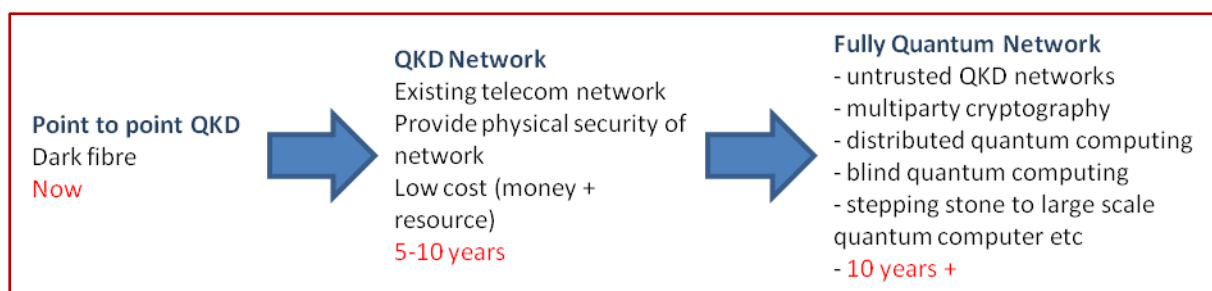 Point to point QKD
Dark fibre
Now
QKD Network
Existing telecom network
Provide physical security of
network
Low cost (money +
resource)
5-10 years
Fully Quantum Network
- untrusted QKD networks
- multiparty cryptography
- distributed quantum computing
- blind quantum computing
- stepping stone to large scale
quantum computer etc
- 10 years +